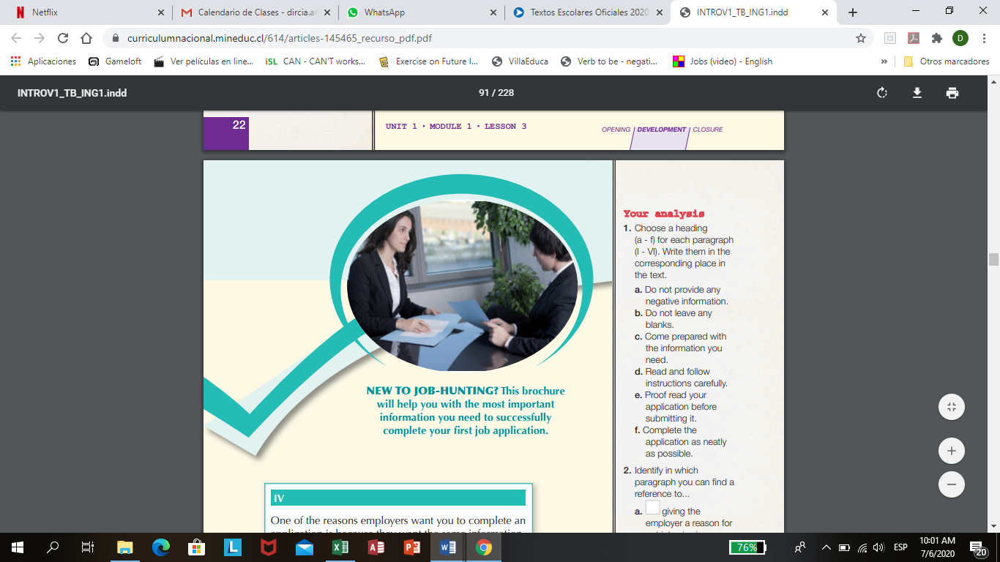 Netflix
Calendario de Clases - dircia.ar
WhatsApp
Textos Escolares Oficiales 2020
INTROV1_TB_ING1.indd
curriculumnacional.mineduc.cl/614/articles-145465_recurso_pdf.pdf
D
Aplicaciones
Gameloft
Ver películas en line...
iSL
CAN - CAN'T works...
Exercise on Future I...
VillaEduca
Verb to be - negati...
Jobs (video) - English
»
Otros marcadores
INTROV1_TB_ING1.indd
91 / 228
22
UNIT 1 • MODULE 1 • LESSON 3
OPENING / DEVELOPMENT / CLOSURE
NEW TO JOB-HUNTING? This brochure
will help you with the most important
information you need to successfully
complete your first job application.
IV
One of the reasons employers want you to complete an
application is because they want the same information
Your analysis
1. Choose a heading
(a - f) for each paragraph
(I - VI). Write them in the
corresponding place in
the text.
a. Do not provide any
negative information.
b. Do not leave any
blanks.
c. Come prepared with
the information you
need.
d. Read and follow
instructions carefully.
e. Proof read your
application before
submitting it.
f. Complete the
application as neatly
as possible.
2. Identify in which
paragraph you can find a
reference to...
a. giving the
employer a reason for
76%
ESP
10:01 AM
7/6/2020
20